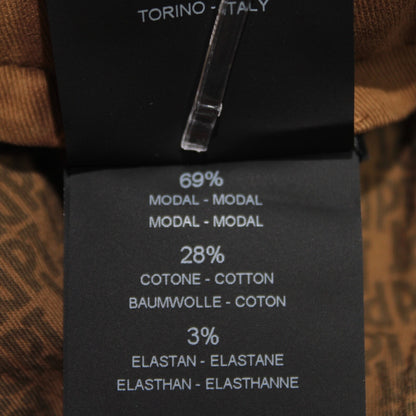 TORINO - ITALY
69%
MODAL - MODAL
MODAL - MODAL
28%
COTONE - COTTON
BAUMWOLLE - COTON
3%
ELASTAN - ELASTANE
ELASTHAN - ELASTHANNE